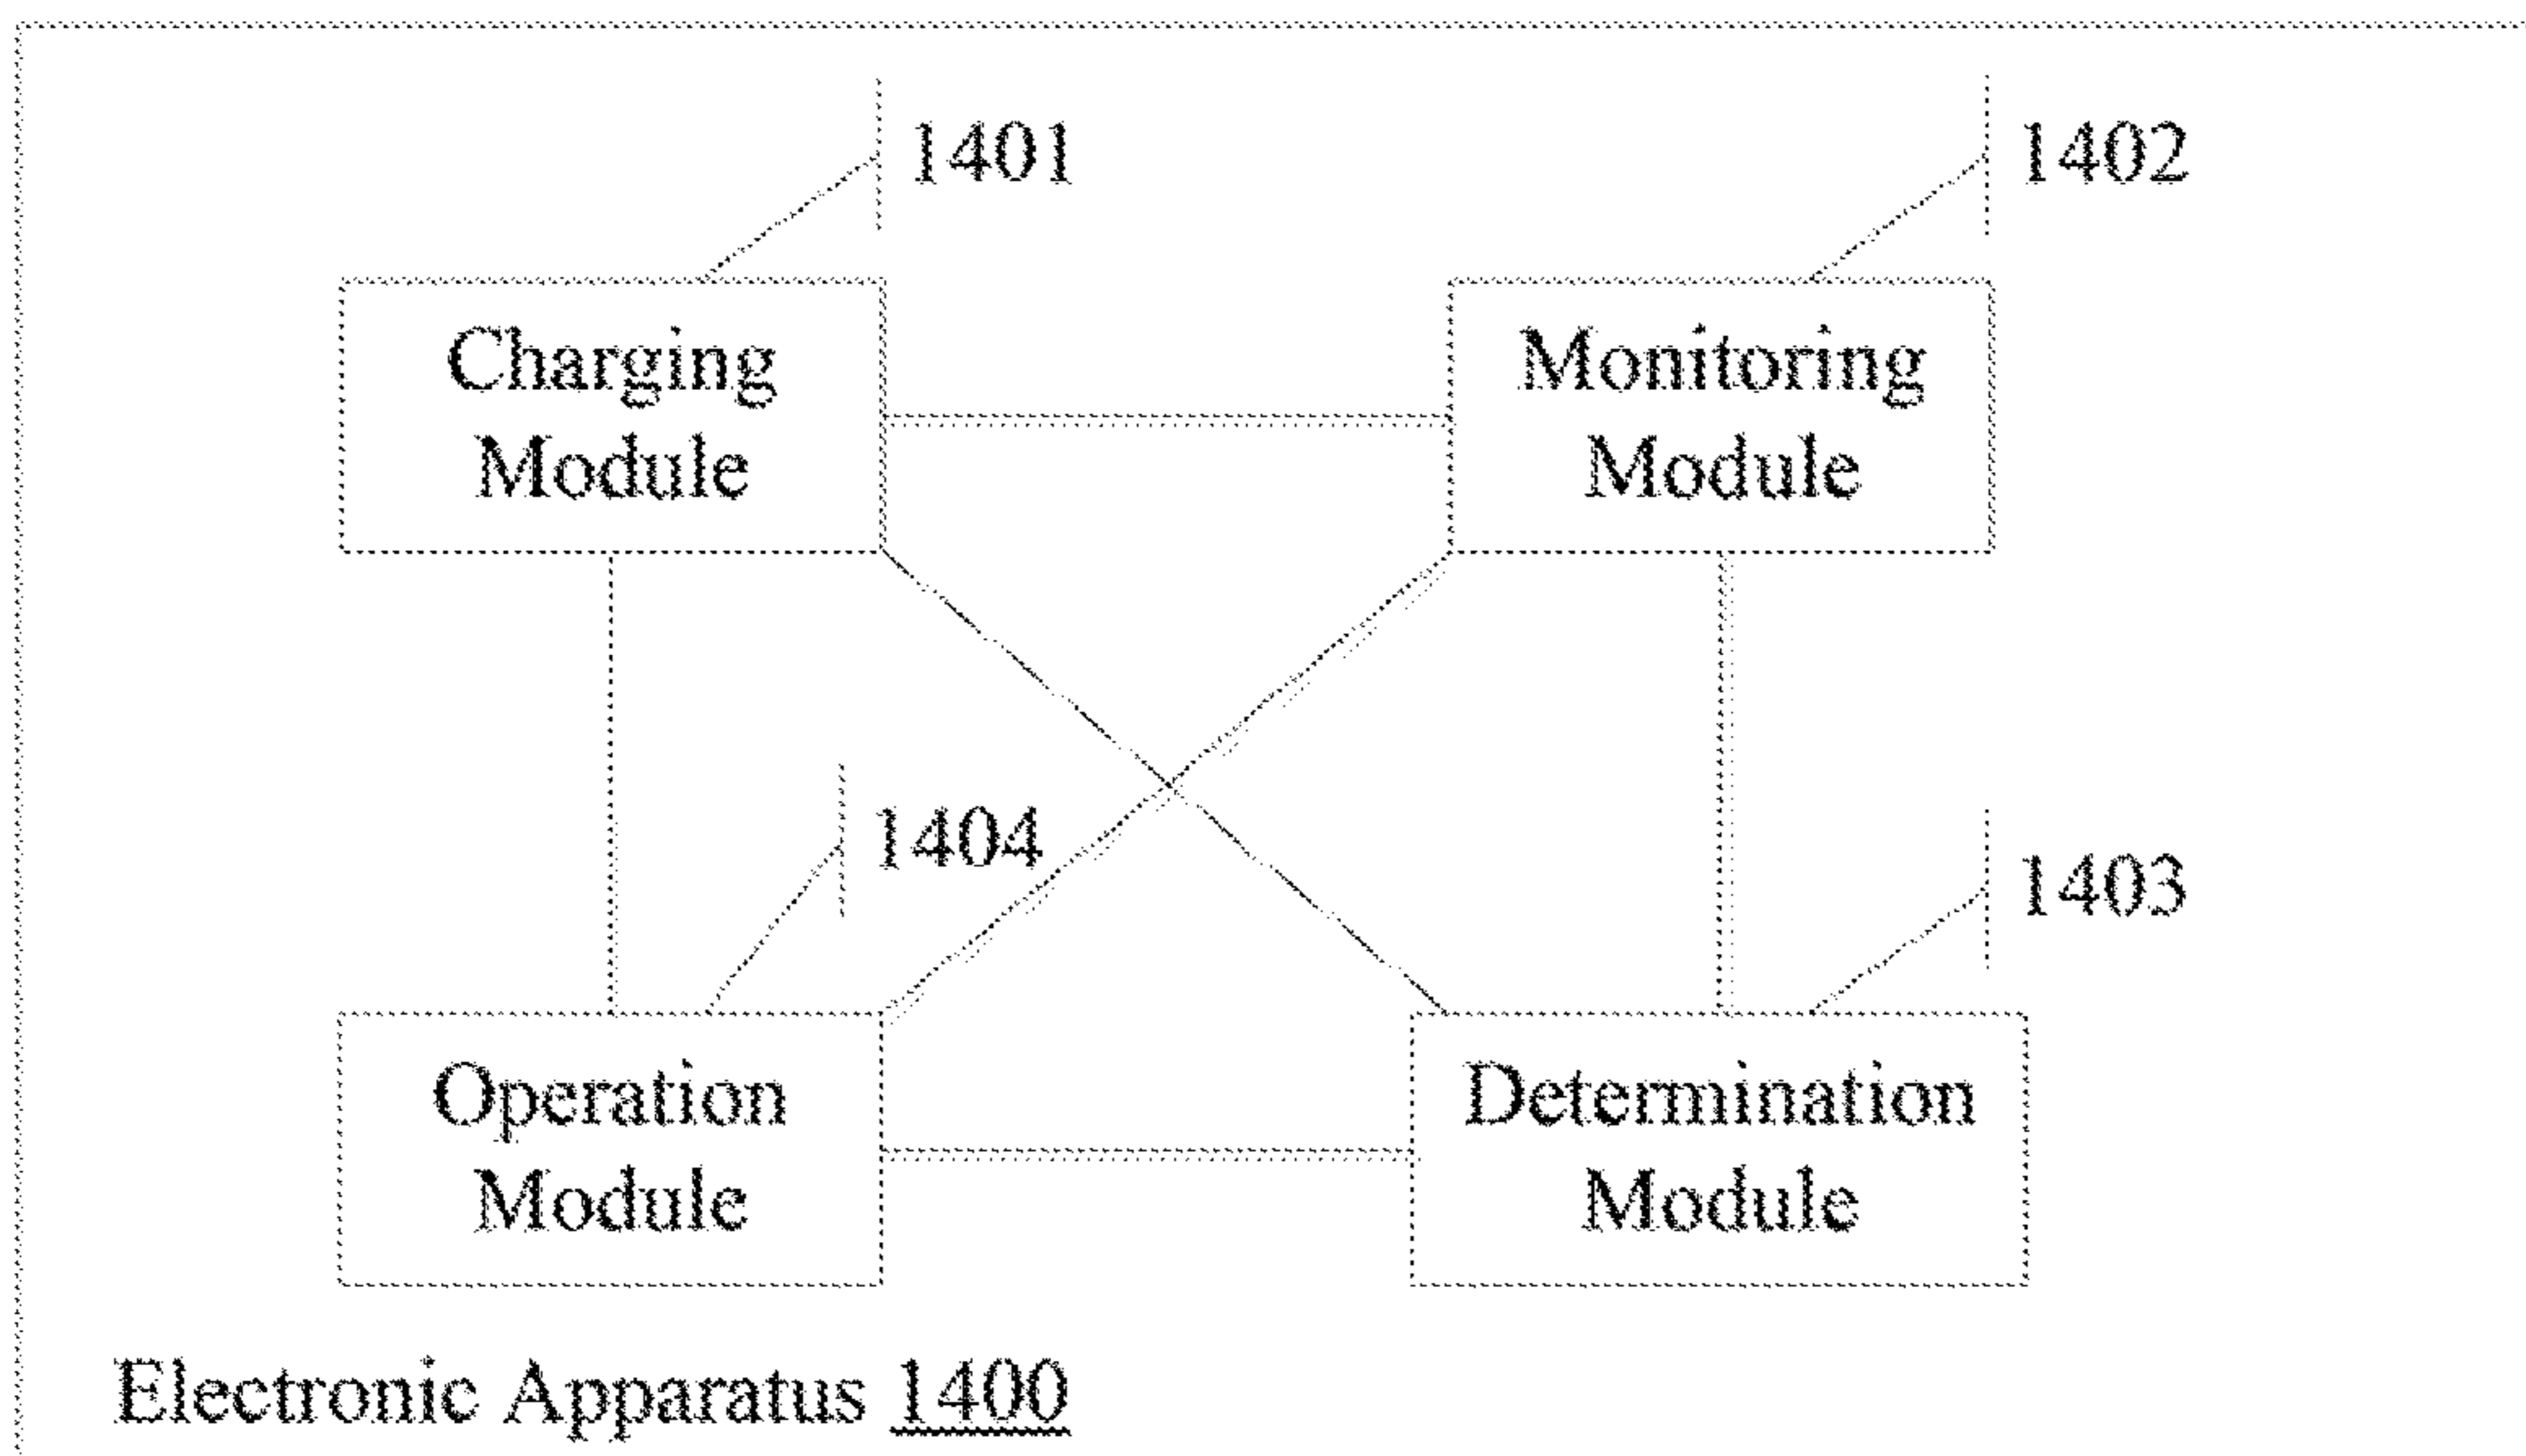 1401
1402
Charging
Module
Monitoring
Module
1404
1403
Operation
Module
Determination
Module
Electronic Apparatus 1400